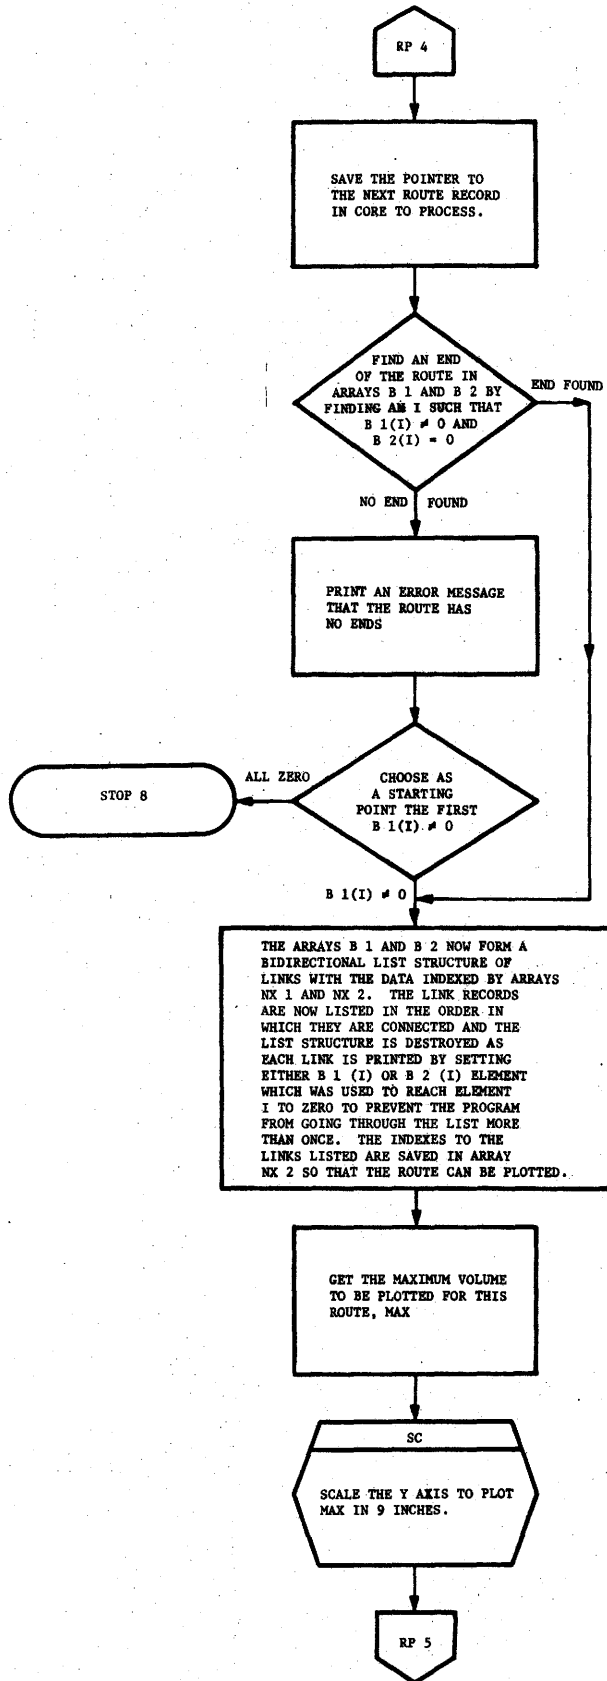 RP 4
SAVE THE POINTER TO
THE NEXT ROUTE RECORD
IN CORE TO PROCESS.
FIND AN END
OF THE ROUTE IN
ARRAYS B 1 AND B 2 BY
FINDING AN I SUCH THAT
B 1(I) ≠ 0 AND
B 2(I) = 0
END FOUND
NO END FOUND
PRINT AN ERROR MESSAGE
THAT THE ROUTE HAS
NO ENDS
CHOOSE AS
A STARTING
POINT THE FIRST
B 1(I) ≠ 0
ALL ZERO
STOP 8
B 1(I) ≠ 0
THE ARRAYS B 1 AND B 2 NOW FORM A
BIDIRECTIONAL LIST STRUCTURE OF
LINKS WITH THE DATA INDEXED BY ARRAYS
NX 1 AND NX 2. THE LINK RECORDS
ARE NOW LISTED IN THE ORDER IN
WHICH THEY ARE CONNECTED AND THE
LIST STRUCTURE IS DESTROYED AS
EACH LINK IS PRINTED BY SETTING
EITHER B 1 (I) OR B 2 (I) ELEMENT
WHICH WAS USED TO REACH ELEMENT
I TO ZERO TO PREVENT THE PROGRAM
FROM GOING THROUGH THE LIST MORE
THAN ONCE. THE INDEXES TO THE
LINKS LISTED ARE SAVED IN ARRAY
NX 2 SO THAT THE ROUTE CAN BE PLOTTED.
GET THE MAXIMUM VOLUME
TO BE PLOTTED FOR THIS
ROUTE, MAX
SC
SCALE THE Y AXIS TO PLOT
MAX IN 9 INCHES.
RP 5